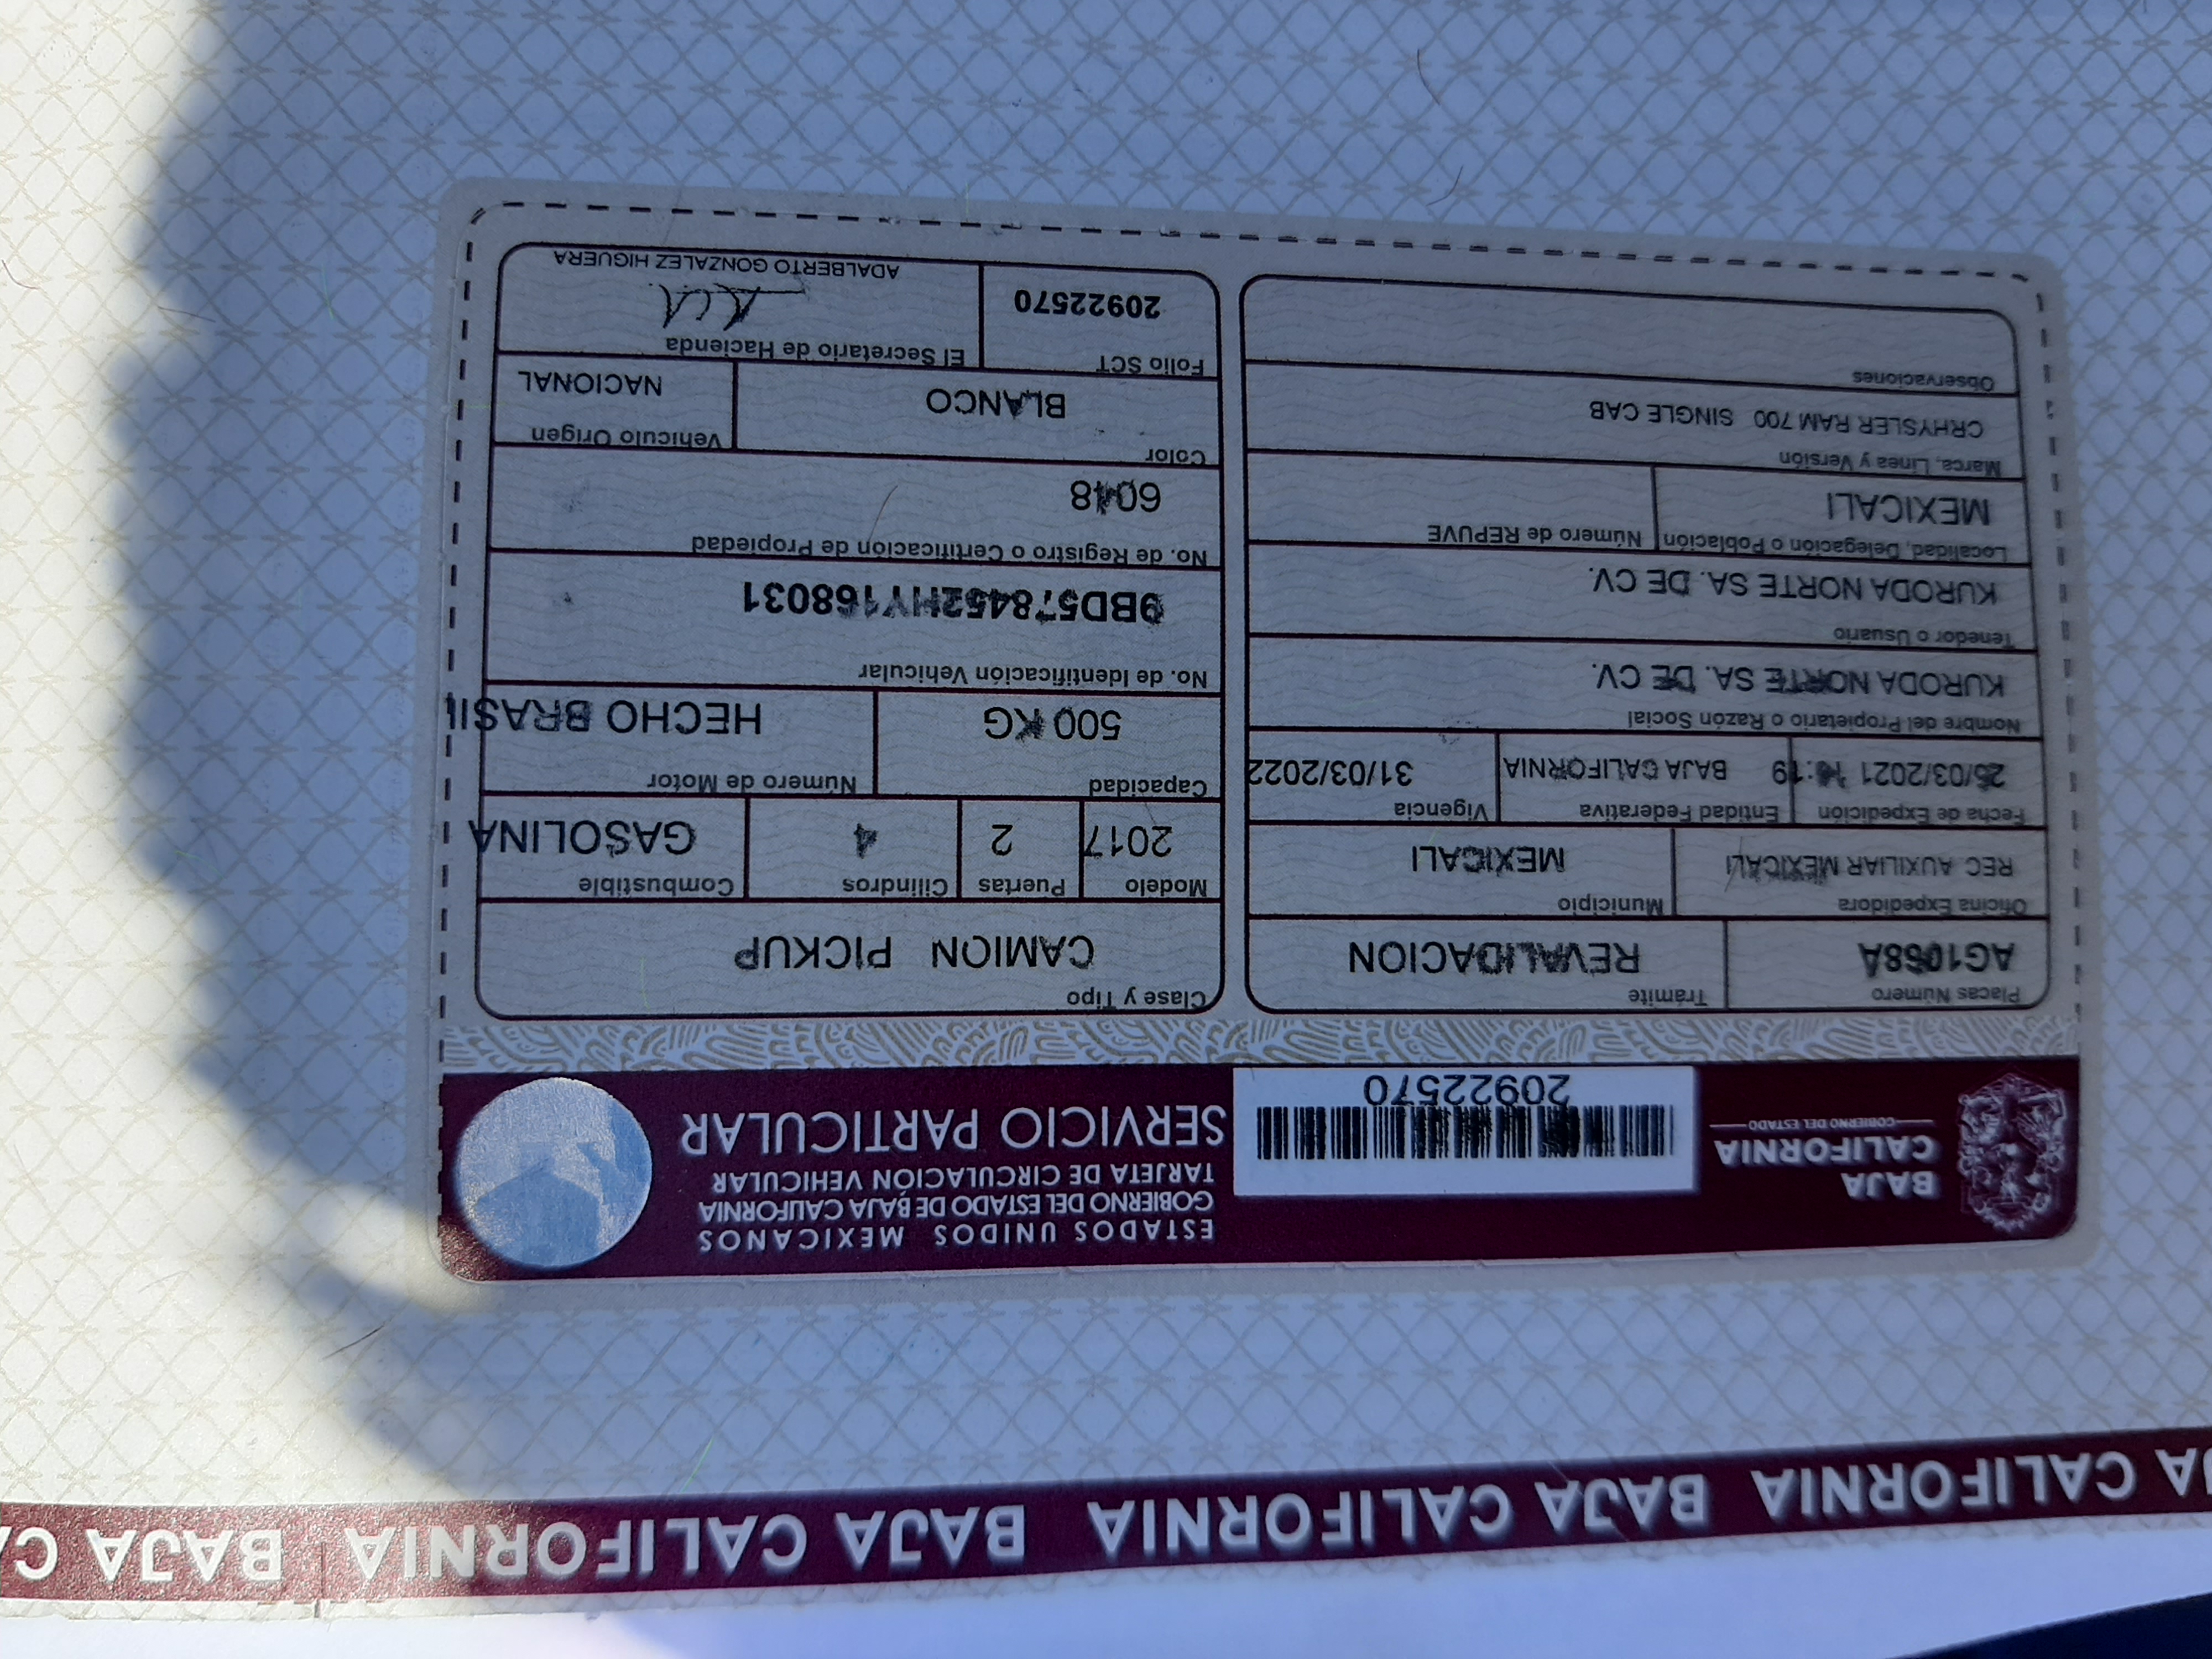 BAJA
CALIFORNIA
GOBIERNO DEL ESTADO
20922570
ESTADOS UNIDOS MEXICANOS
GOBIERNO DEL ESTADO DE BAJA CALIFORNIA
TARJETA DE CIRCULACIÓN VEHICULAR
SERVICIO PARTICULAR
Placas Número
AG1068A
Trámite
REVALIDACION
Oficina Expedidora
REC AUXILIAR MEXICALI
Municipio
MEXICALI
Fecha de Expedición
25/03/2021
Entidad Federativa
BAJA CALIFORNIA
Vigencia
31/03/2022
Nombre del Propietario o Razón Social
KURODA NORTE SA. DE CV.
Tenedor o Usuario
KURODA NORTE SA. DE CV.
Localidad, Delegación o Población
MEXICALI
Número de REPUVE
Marca, Linea y Versión
CRHYSLER RAM 700 SINGLE CAB
Observaciones
Clase y Tipo
CAMION PICKUP
Modelo
2017
Puertas
2
Cilindros
4
Combustible
GASOLINA
Capacidad
500 KG
Número de Motor
HECHO BRASIL
No. de Identificación Vehicular
9BD578452HY168031
No. de Registro o Certificación de Propiedad
6048
Color
BLANCO
Vehiculo Origen
NACIONAL
Folio SCT
20922570
El Secretario de Hacienda
ADALBERTO GONZALEZ HIGUERA
JA CALIFORNIA BAJA CALIFORNIA BAJA CALIFORNIA BAJA C